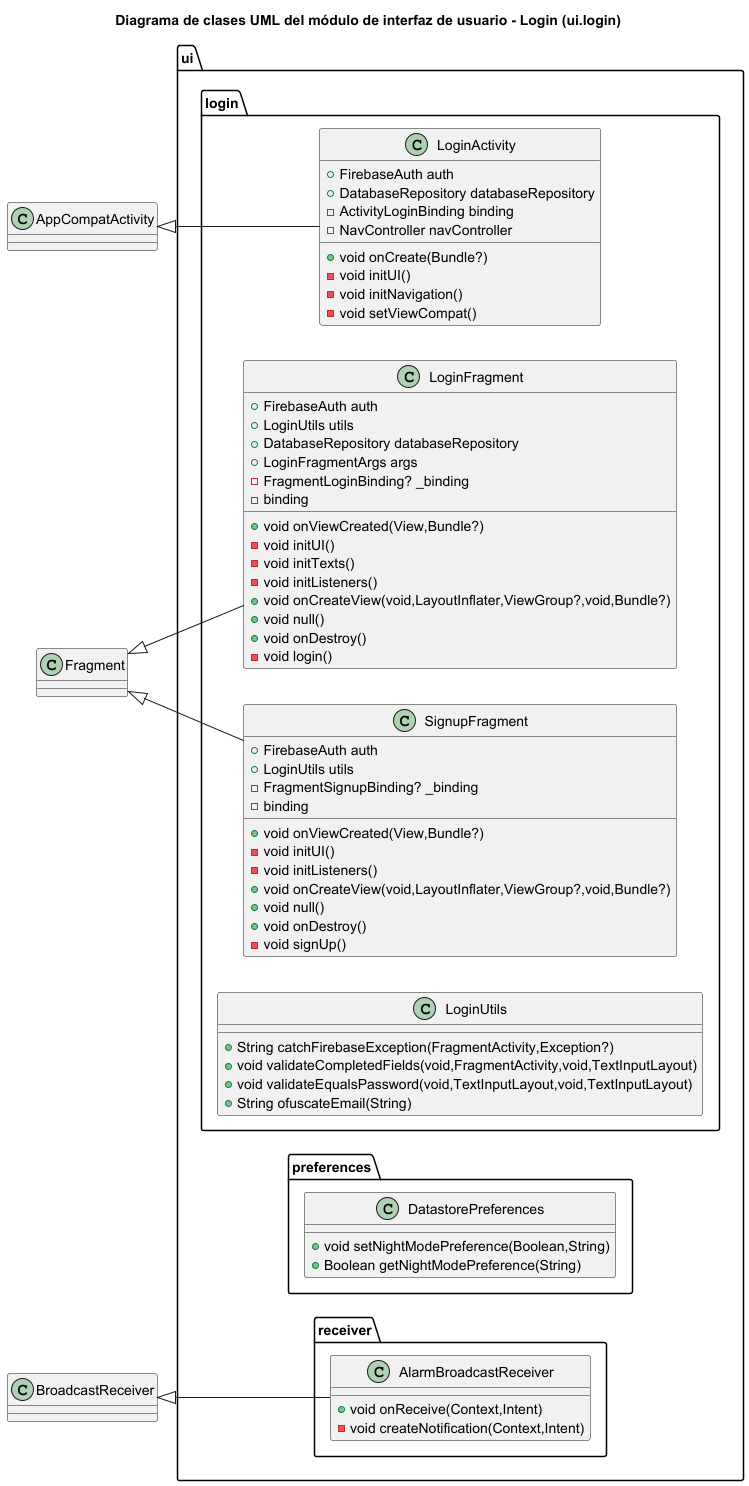 Diagrama de clases UML del módulo de interfaz de usuario - Login (ui.login)
ui
login
C LoginActivity
FirebaseAuth auth
DatabaseRepository databaseRepository
ActivityLoginBinding binding
NavController navController
void onCreate(Bundle?)
void initUI()
void initNavigation()
void setViewCompat()
C AppCompatActivity
C LoginFragment
FirebaseAuth auth
LoginUtils utils
DatabaseRepository databaseRepository
LoginFragmentArgs args
FragmentLoginBinding? _binding
binding
void onViewCreated(View,Bundle?)
void initUI()
void initTexts()
void initListeners()
void onCreateView(void,LayoutInflater,ViewGroup?,void,Bundle?)
void null()
void onDestroy()
void login()
C Fragment
C SignupFragment
FirebaseAuth auth
LoginUtils utils
FragmentSignupBinding? _binding
binding
void onViewCreated(View,Bundle?)
void initUI()
void initListeners()
void onCreateView(void,LayoutInflater,ViewGroup?,void,Bundle?)
void null()
void onDestroy()
void signUp()
C LoginUtils
String catchFirebaseException(FragmentActivity,Exception?)
void validateCompletedFields(void,FragmentActivity,void,TextInputLayout)
void validateEqualsPassword(void,TextInputLayout,void,TextInputLayout)
String ofuscateEmail(String)
preferences
C DatastorePreferences
void setNightModePreference(Boolean,String)
Boolean getNightModePreference(String)
receiver
C AlarmBroadcastReceiver
void onReceive(Context,Intent)
void createNotification(Context,Intent)
C BroadcastReceiver